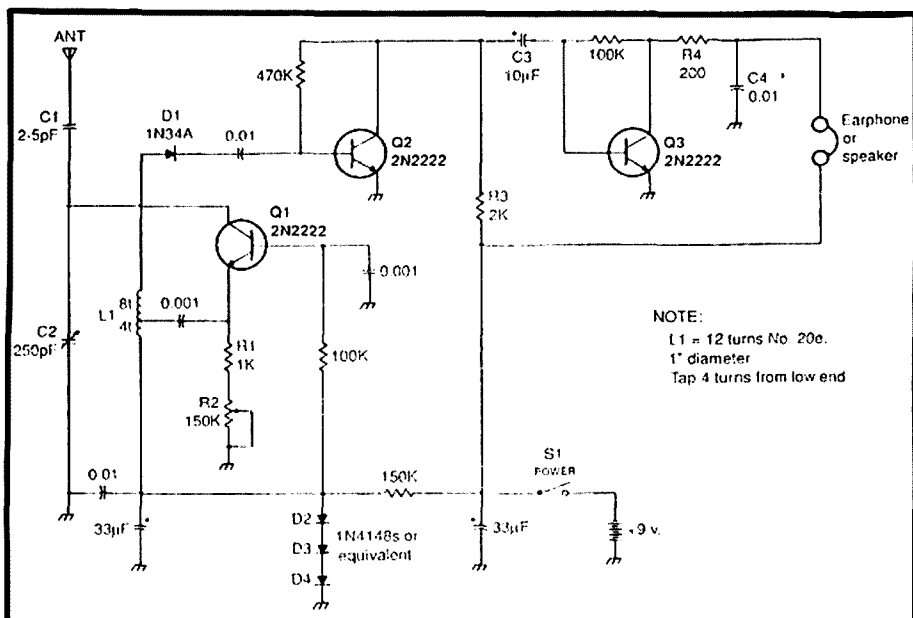 ANT
C1
2-5pF
D1
1N34A
0.01
470K
C3
10µF
100K
R4
200
C4
0.01
Earphone
or
speaker
Q2
2N2222
Q3
2N2222
R3
2K
Q1
2N2222
0.001
8t
L1
4t
0.001
C2
250pF
R1
1K
R2
150K
100K
NOTE:
L1 = 12 turns No. 20e.
1" diameter
Tap 4 turns from low end
0.01
150K
S1
POWER
33µF
D2
D3
D4
1N4148s or
equivalent
33µF
9 v.